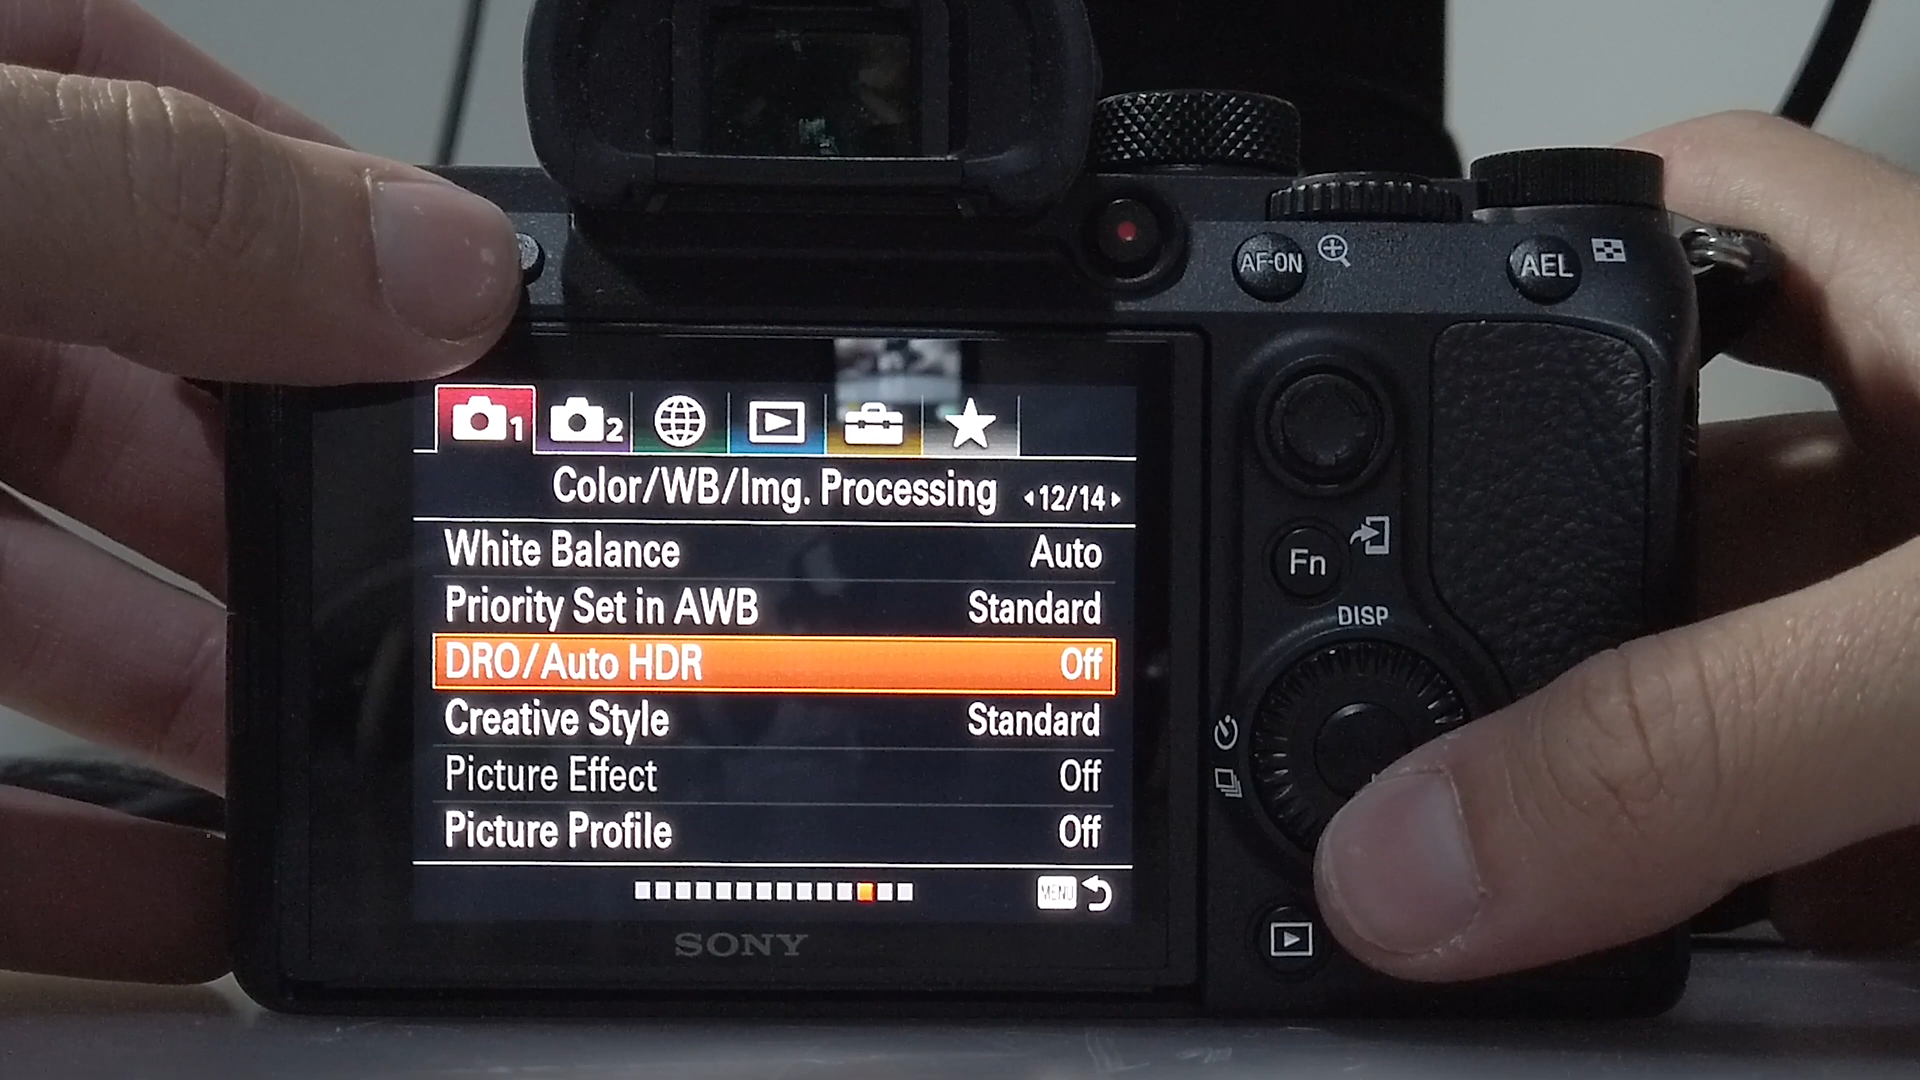 AF-ON
AEL
1
2
Color/WB/Img. Processing
12/14
White Balance Auto
Priority Set in AWB Standard
DRO/Auto HDR Off
Creative Style Standard
Picture Effect Off
Picture Profile Off
MENU
SONY
Fn
DISP